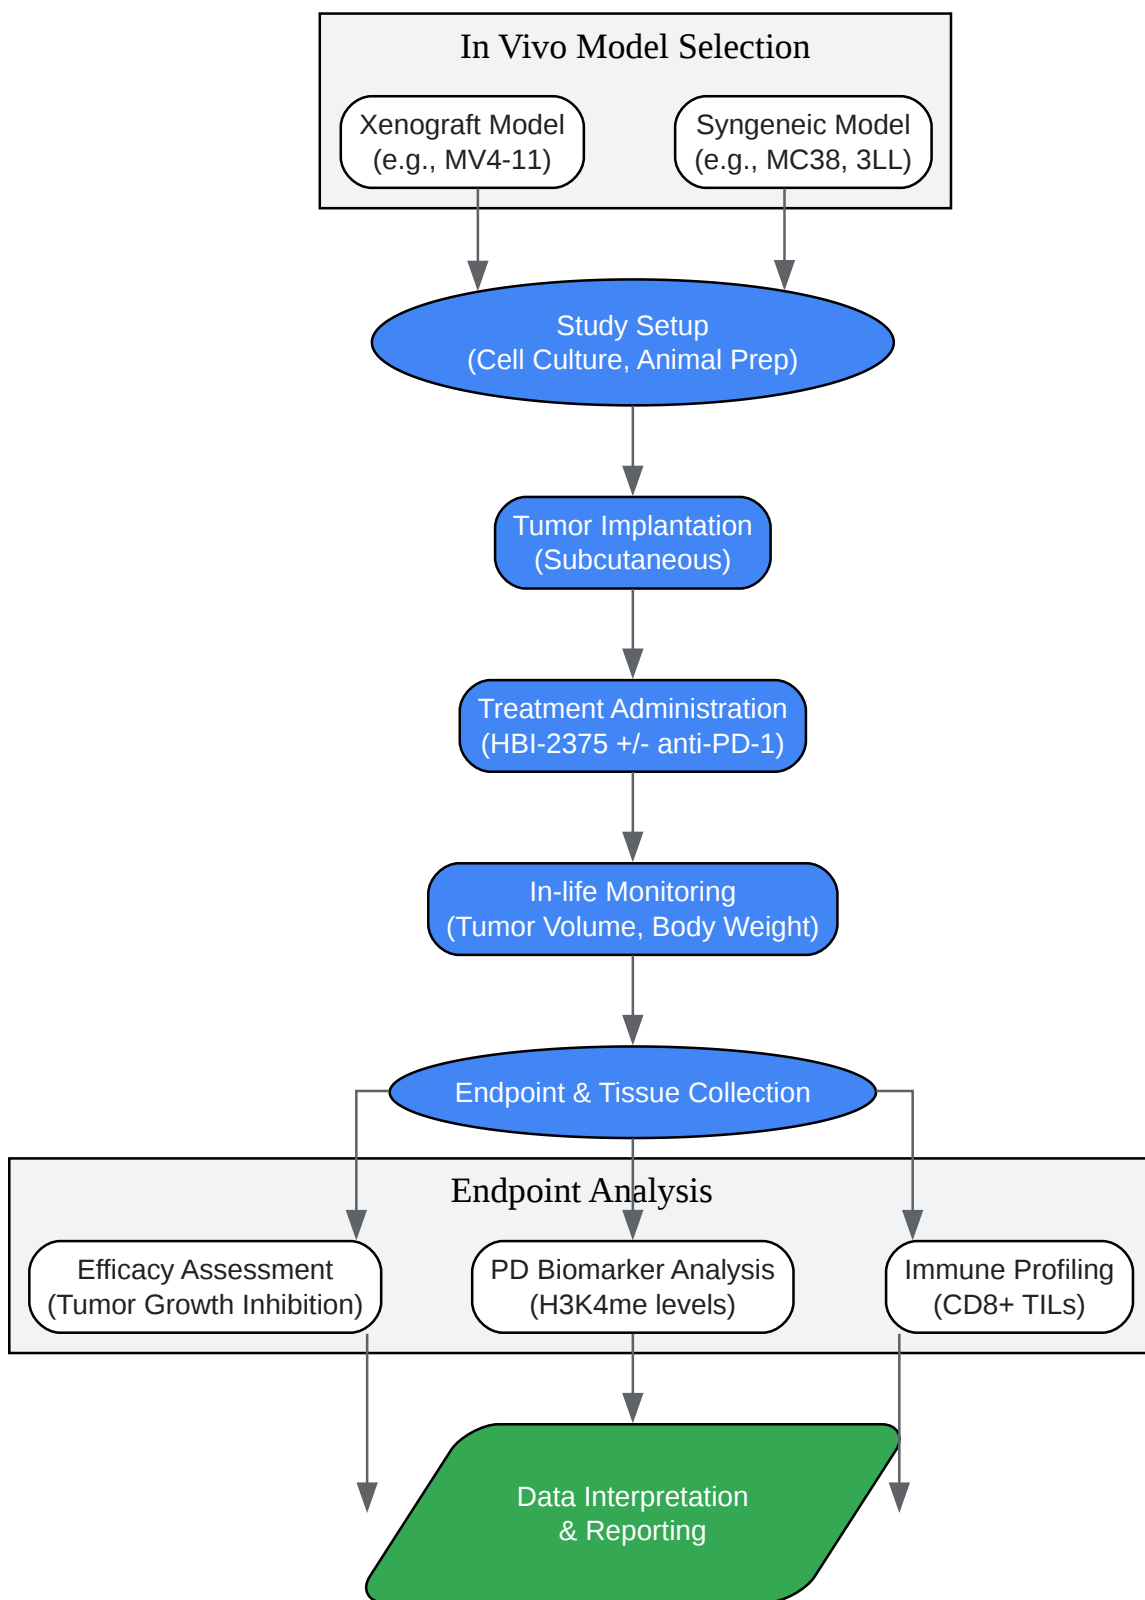 In Vivo Model Selection
Xenograft Model
(e.g., MV4-11)
Syngeneic Model
(e.g., MC38, 3LL)
Study Setup
(Cell Culture, Animal Prep)
Tumor Implantation
(Subcutaneous)
Treatment Administration
(HBI-2375 +/- anti-PD-1)
In-life Monitoring
(Tumor Volume, Body Weight)
Endpoint & Tissue Collection
Endpoint Analysis
Efficacy Assessment
(Tumor Growth Inhibition)
PD Biomarker Analysis
(H3K4me levels)
Immune Profiling
(CD8+ TILs)
Data Interpretation
& Reporting